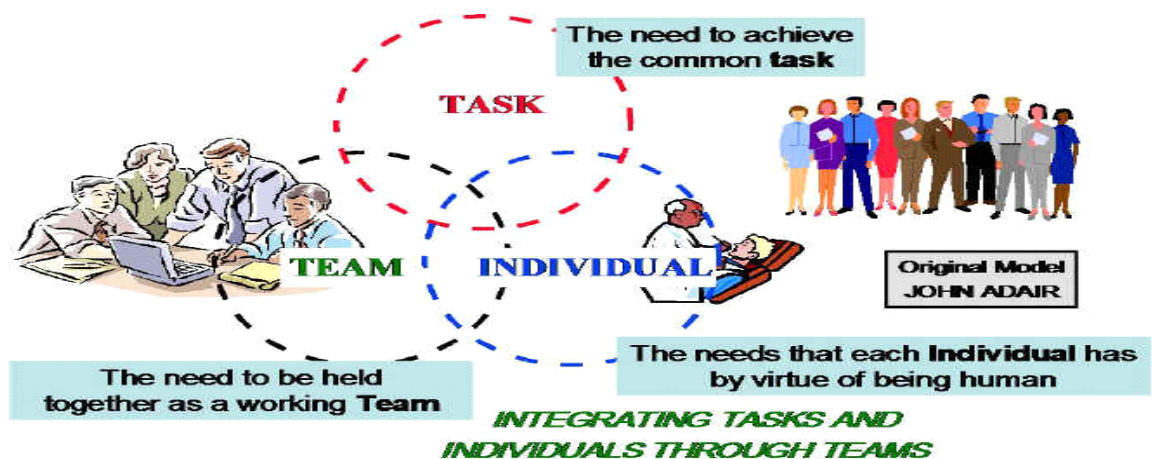 The need to achieve
the common task
TASK
TEAM
INDIVIDUAL
Original Model
JOHN ADAIR
The need to be held
together as a working Team
The needs that each Individual has
by virtue of being human
INTEGRATING TASKS AND
INDIVIDUALS THROUGH TEAMS